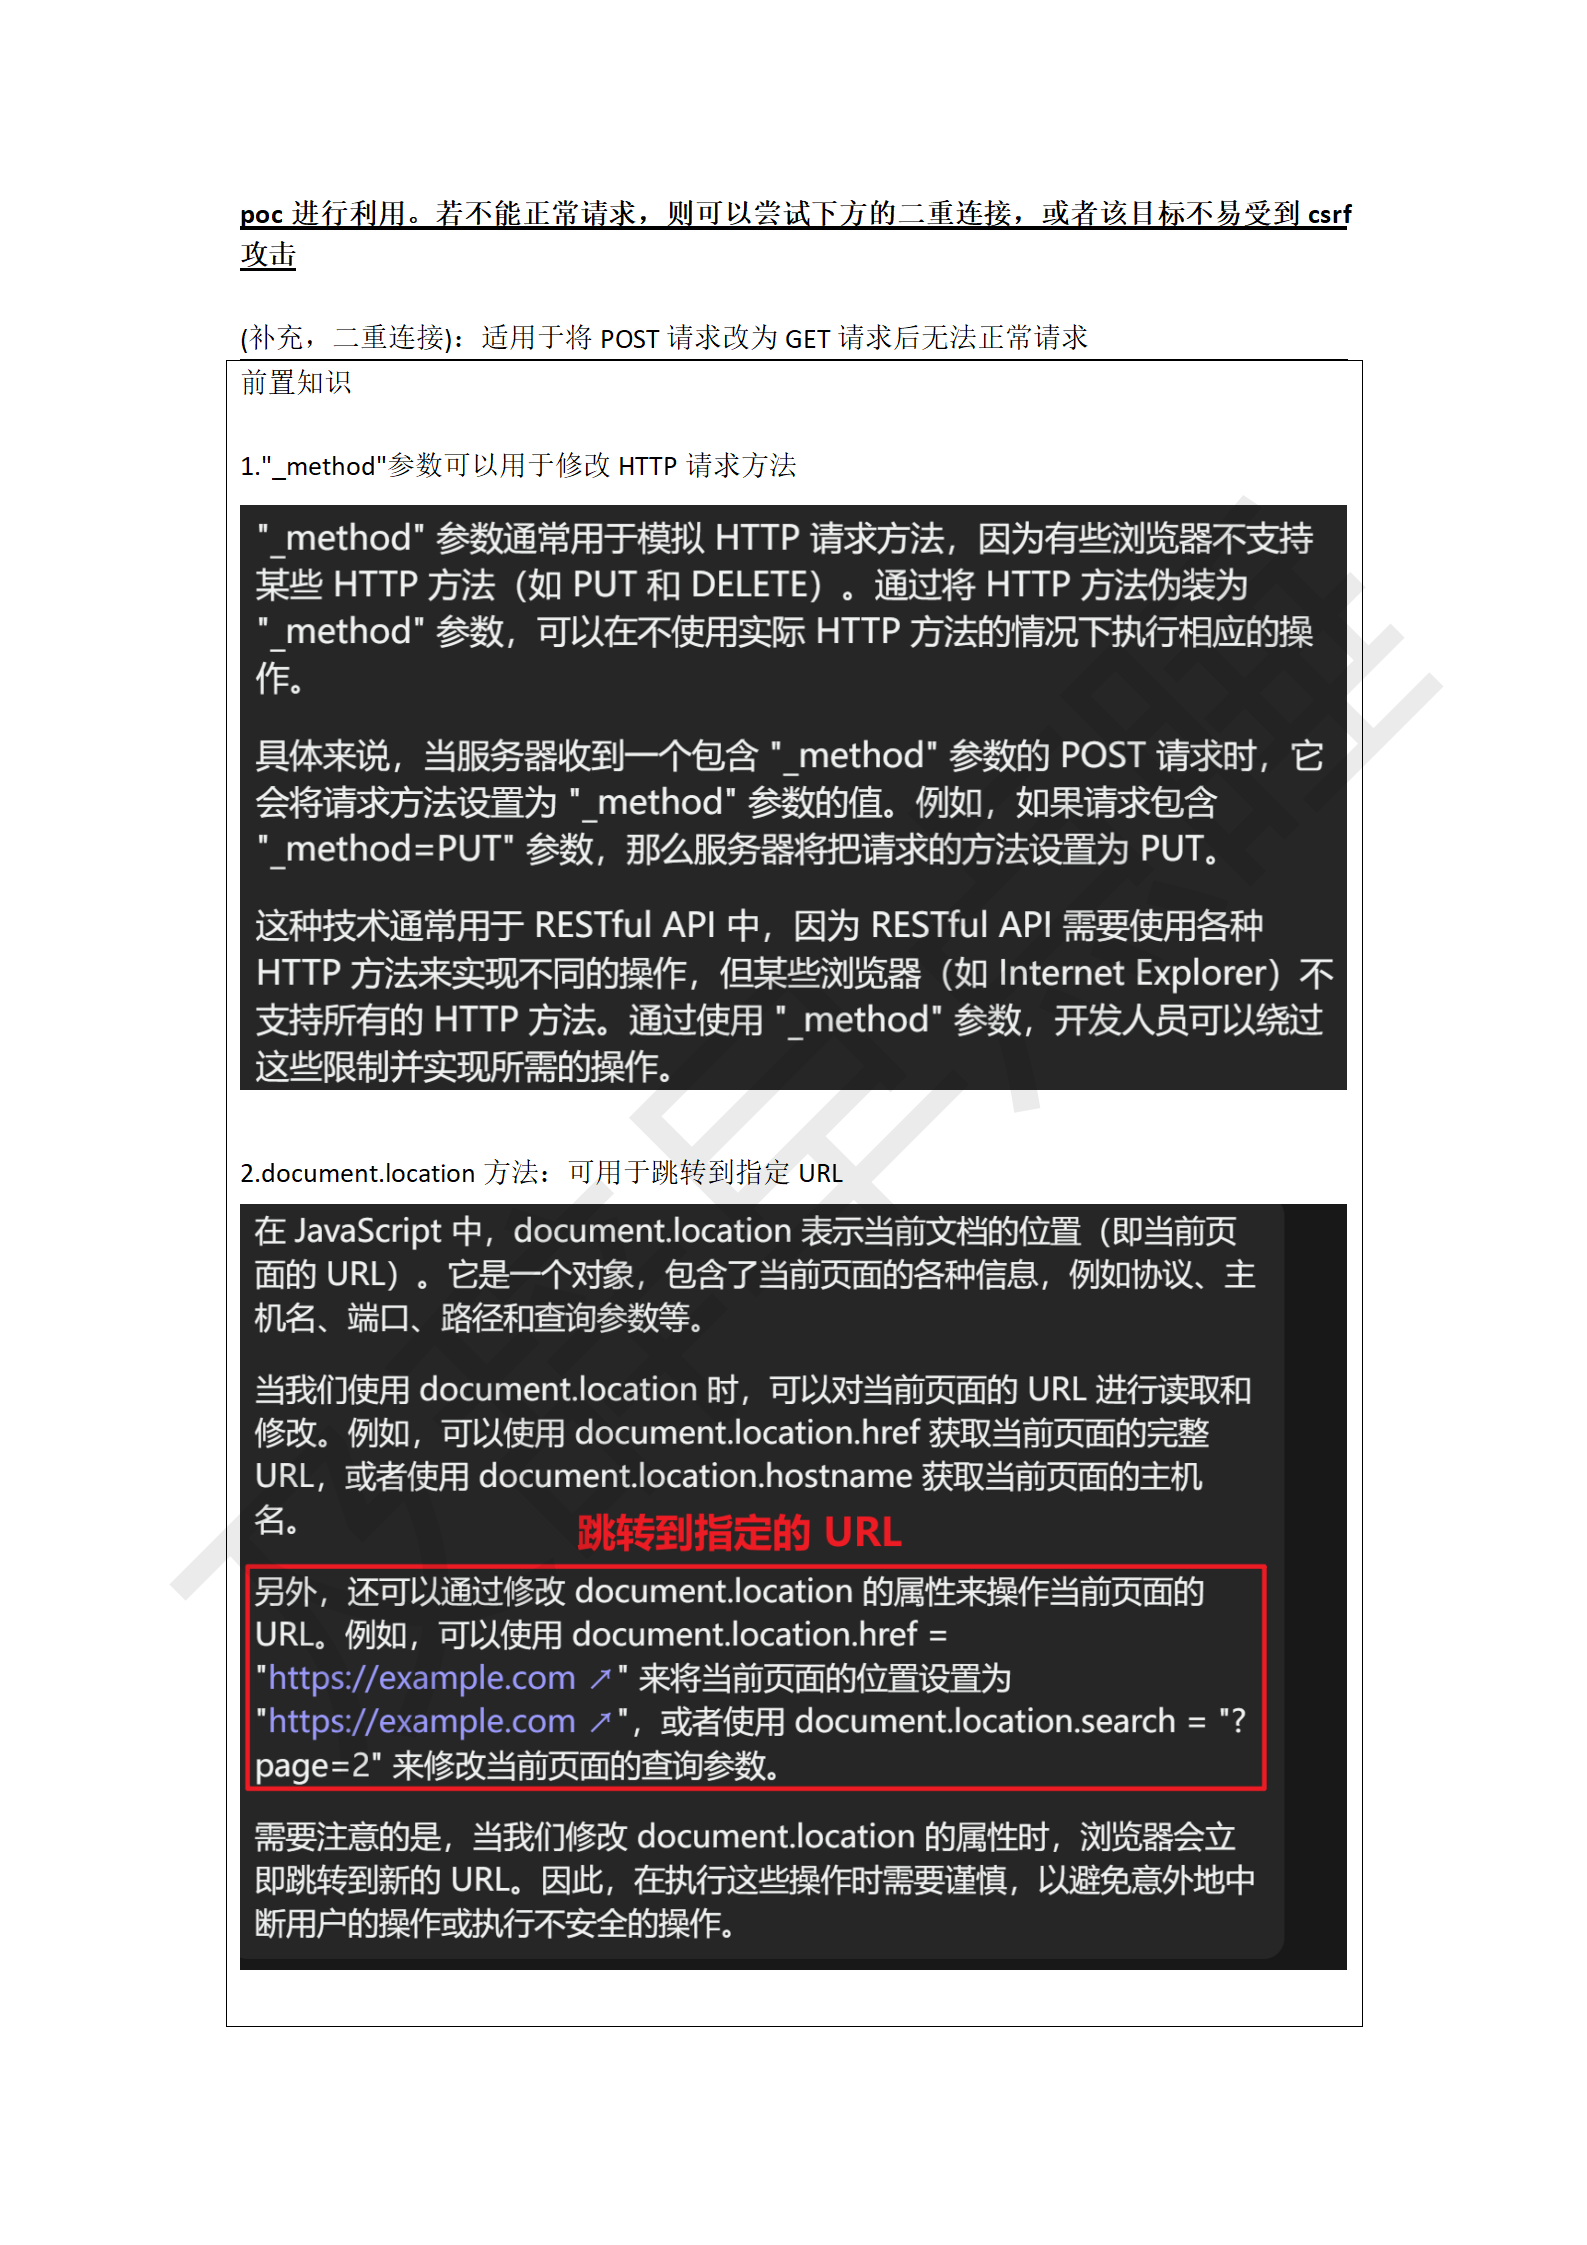 poc 进行利用。若不能正常请求，则可以尝试下方的二重连接，或者该目标不易受到 csrf
攻击
(补充，二重连接)：适用于将 POST 请求改为 GET 请求后无法正常请求
前置知识
1."_method"参数可以用于修改 HTTP 请求方法
"_method" 参数通常用于模拟 HTTP 请求方法，因为有些浏览器不支持
某些 HTTP 方法（如 PUT 和 DELETE）。通过将 HTTP 方法伪装为
"_method" 参数，可以在不使用实际 HTTP 方法的情况下执行相应的操
作。
具体来说，当服务器收到一个包含 "_method" 参数的 POST 请求时，它
会将请求方法设置为 "_method" 参数的值。例如，如果请求包含
"_method=PUT" 参数，那么服务器将把请求的方法设置为 PUT。
这种技术通常用于 RESTful API 中，因为 RESTful API 需要使用各种
HTTP 方法来实现不同的操作，但某些浏览器（如 Internet Explorer）不
支持所有的 HTTP 方法。通过使用 "_method" 参数，开发人员可以绕过
这些限制并实现所需的操作。
2.document.location 方法：可用于跳转到指定 URL
在 JavaScript 中，document.location 表示当前文档的位置（即当前页
面的 URL）。它是一个对象，包含了当前页面的各种信息，例如协议、主
机名、端口、路径和查询参数等。
当我们使用 document.location 时，可以对当前页面的 URL 进行读取和
修改。例如，可以使用 document.location.href 获取当前页面的完整
URL，或者使用 document.location.hostname 获取当前页面的主机
名。
跳转到指定的 URL
另外，还可以通过修改 document.location 的属性来操作当前页面的
URL。例如，可以使用 document.location.href =
"https://example.com ↗" 来将当前页面的位置设置为
"https://example.com ↗"，或者使用 document.location.search = "?
page=2" 来修改当前页面的查询参数。
需要注意的是，当我们修改 document.location 的属性时，浏览器会立
即跳转到新的 URL。因此，在执行这些操作时需要谨慎，以避免意外地中
断用户的操作或执行不安全的操作。